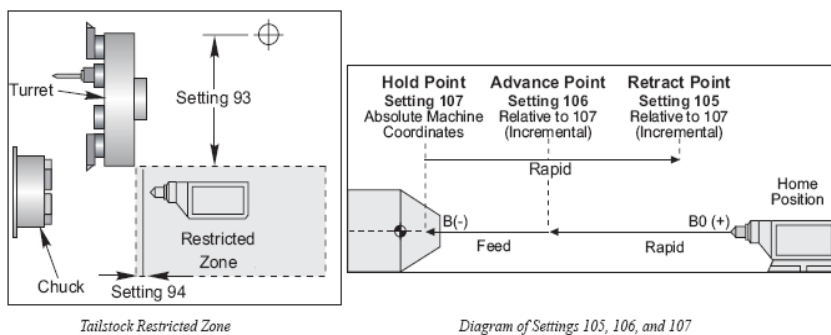 Turret
Setting 93
Restricted
Zone
Chuck
Setting 94
Tailstock Restricted Zone
Hold Point
Setting 107
Absolute Machine
Coordinates
Advance Point
Setting 106
Relative to 107
(Incremental)
Retract Point
Setting 105
Relative to 107
(Incremental)
Rapid
Home
Position
B(-)
B0 (+)
Feed
Rapid
Diagram of Settings 105, 106, and 107